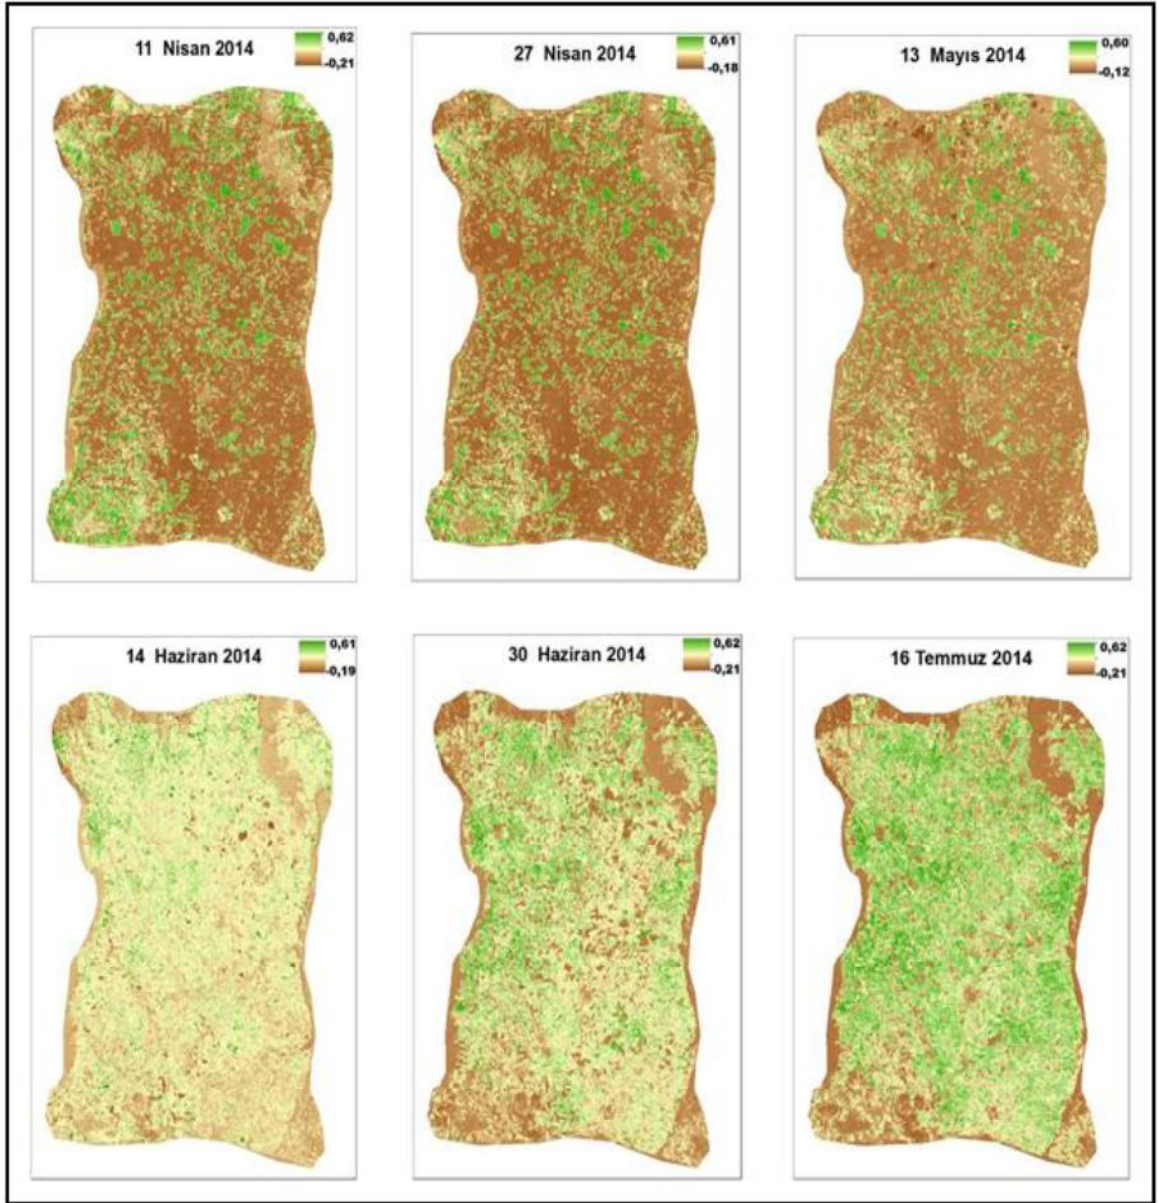 11 Nisan 2014
0,62
-0,21
27 Nisan 2014
0,61
-0,18
13 Mayıs 2014
0,60
-0,12
14 Haziran 2014
0,61
-0,19
30 Haziran 2014
0,62
-0,21
16 Temmuz 2014
0,62
-0,21